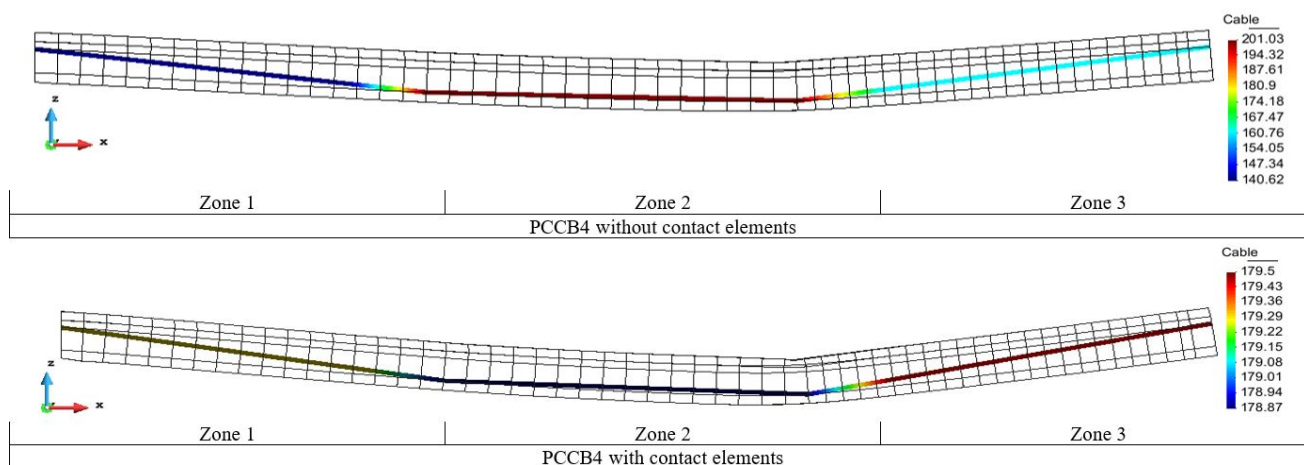 Cable
201.03
194.32
187.61
180.9
174.18
167.47
160.76
154.05
147.34
140.62
z
x
Zone 1 Zone 2 Zone 3
PCCB4 without contact elements
Cable
179.5
179.43
179.36
179.29
179.22
179.15
179.08
179.01
178.94
178.87
z
x
Zone 1 Zone 2 Zone 3
PCCB4 with contact elements